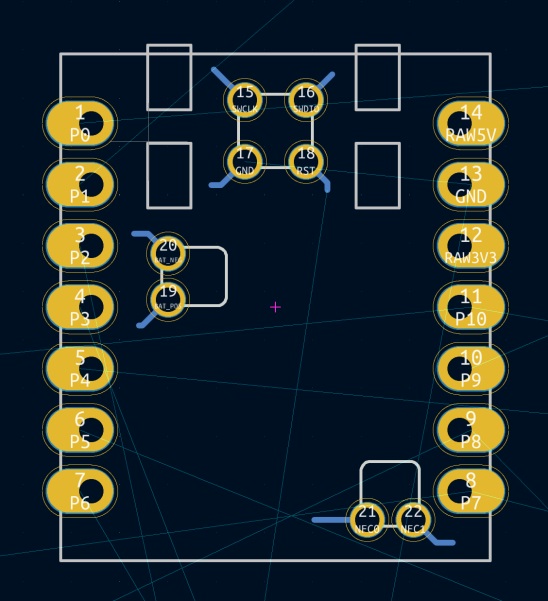 15
SWCLK
16
SWDIO
1
P0
14
RAW5V
17
GND
18
RST
2
P1
13
GND
3
P2
20
BAT_NEG
12
RAW3V3
4
P3
19
BAT_POS
11
P10
5
P4
10
P9
6
P5
9
P8
7
P6
8
P7
21
NFC0
22
NFC1